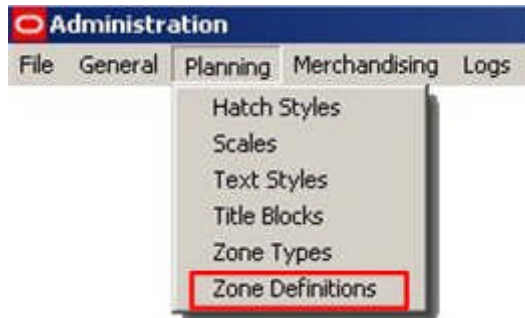 Administration
File General Planning Merchandising Logs
Hatch Styles
Scales
Text Styles
Title Blocks
Zone Types
Zone Definitions